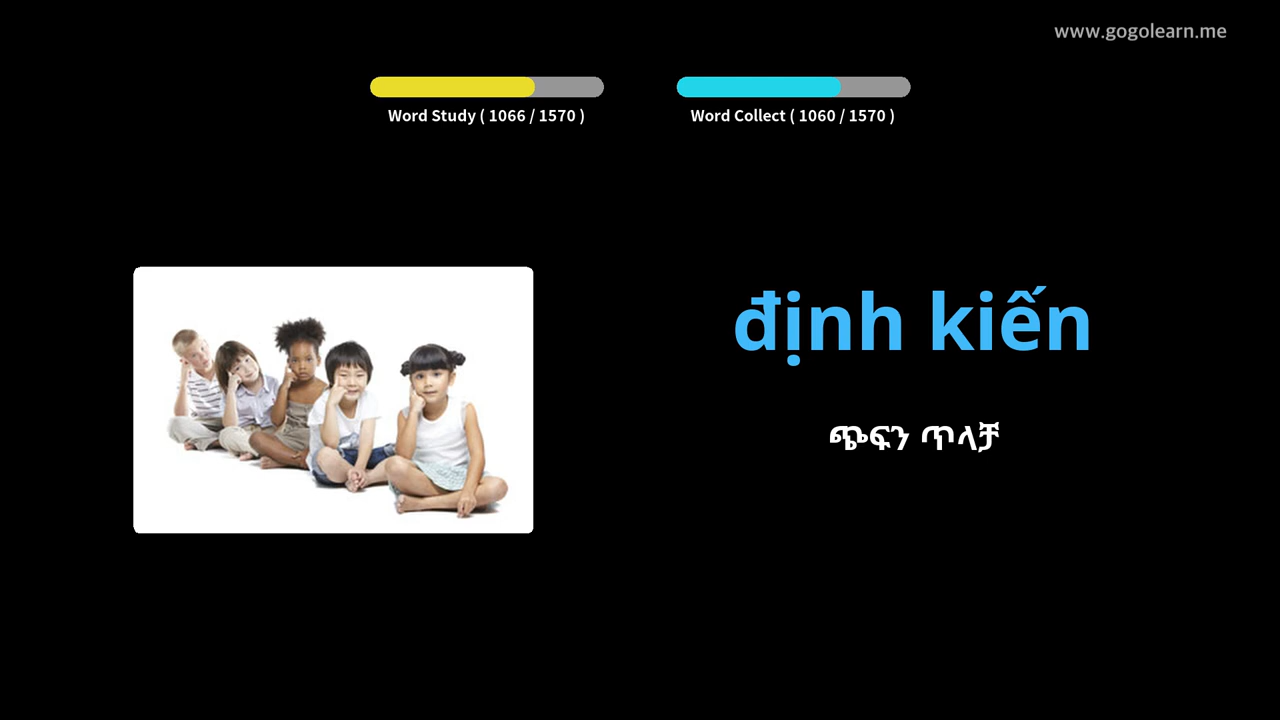 www.gogolearn.me
Word Study ( 1066 / 1570 )
Word Collect ( 1060 / 1570 )
định kiến
ጭፍን ጥላቻ